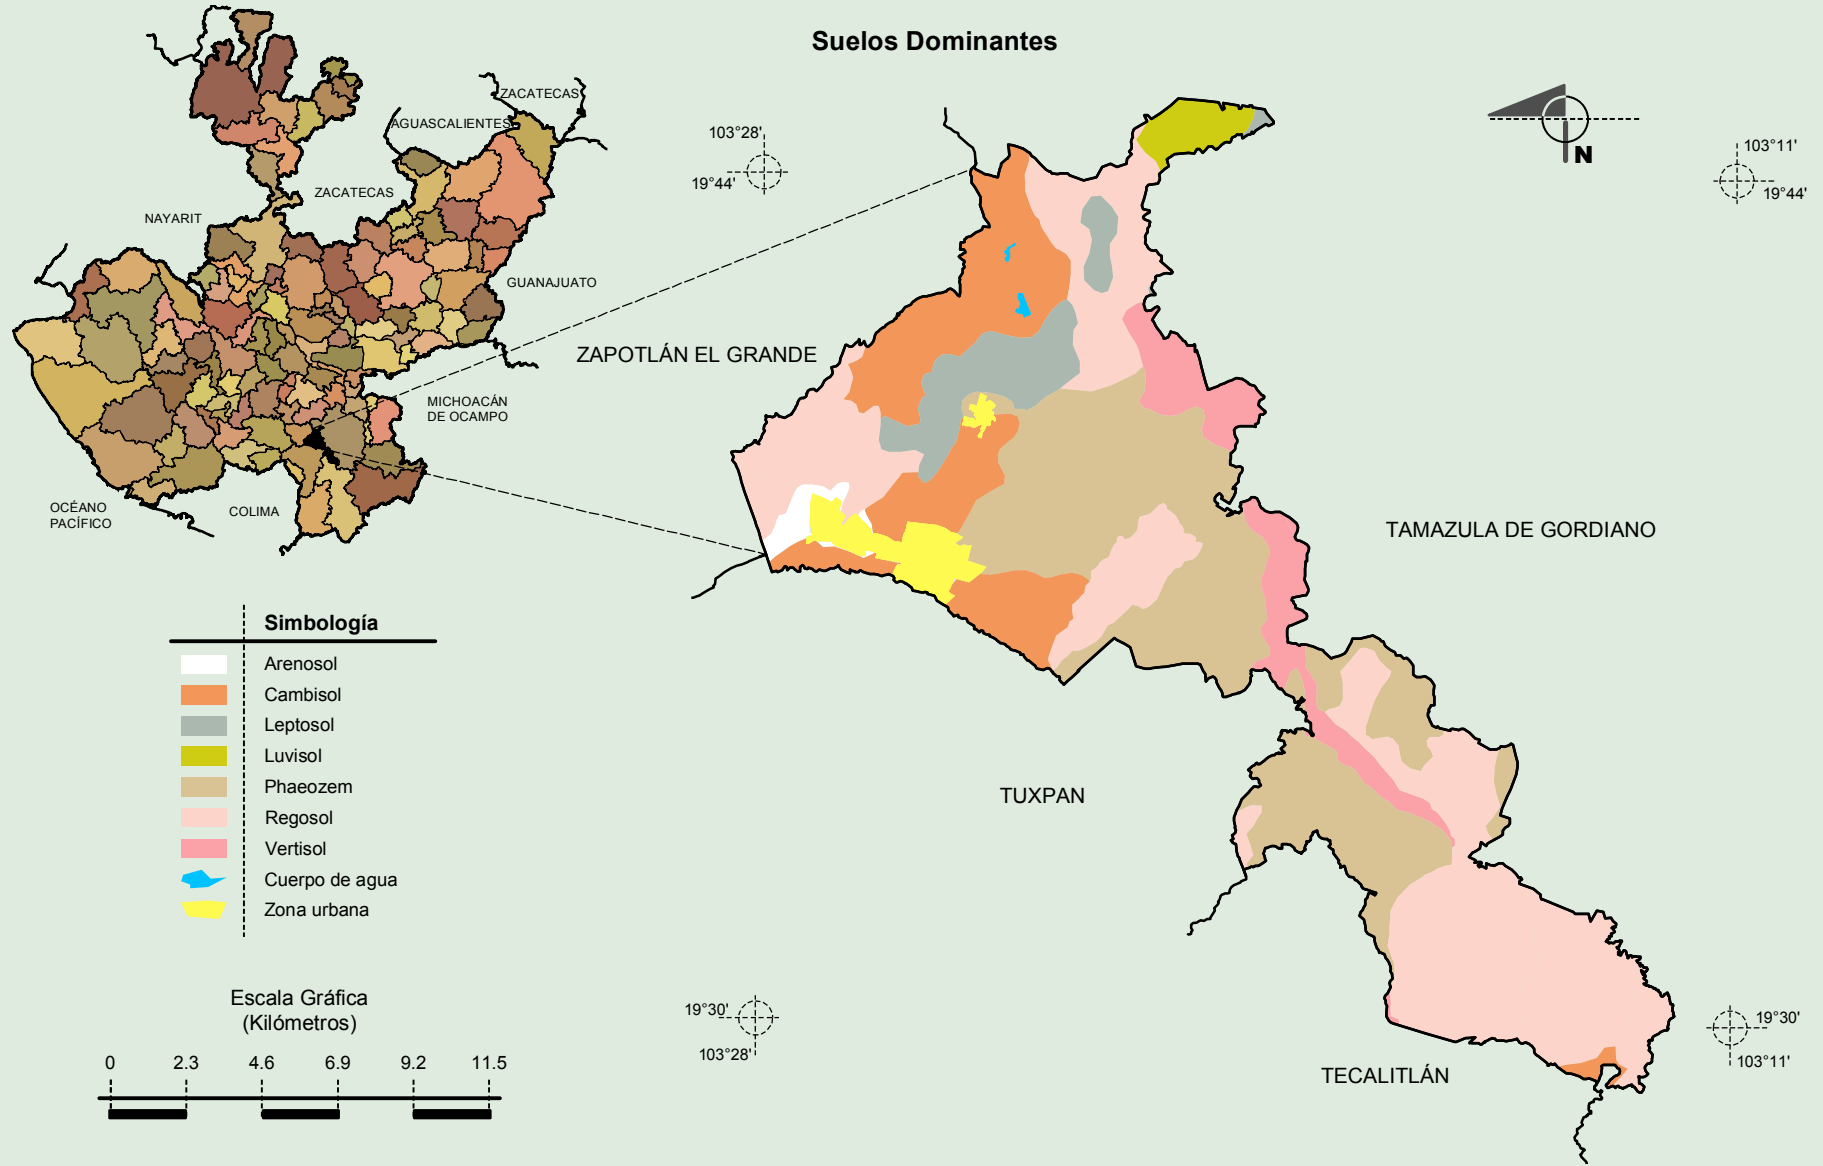 Suelos Dominantes
ZACATECAS
AGUASCALIENTES
ZACATECAS
NAYARIT
GUANAJUATO
MICHOACÁN
DE OCAMPO
OCÉANO
PACÍFICO
COLIMA
103°28'
19°44'
N
103°11'
19°44'
ZAPOTLÁN EL GRANDE
TAMAZULA DE GORDIANO
TUXPAN
TECALITLÁN
Simbología
Arenosol
Cambisol
Leptosol
Luvisol
Phaeozem
Regosol
Vertisol
Cuerpo de agua
Zona urbana
Escala Gráfica
(Kilómetros)
0 2.3 4.6 6.9 9.2 11.5
19°30'
103°28'
19°30'
103°11'